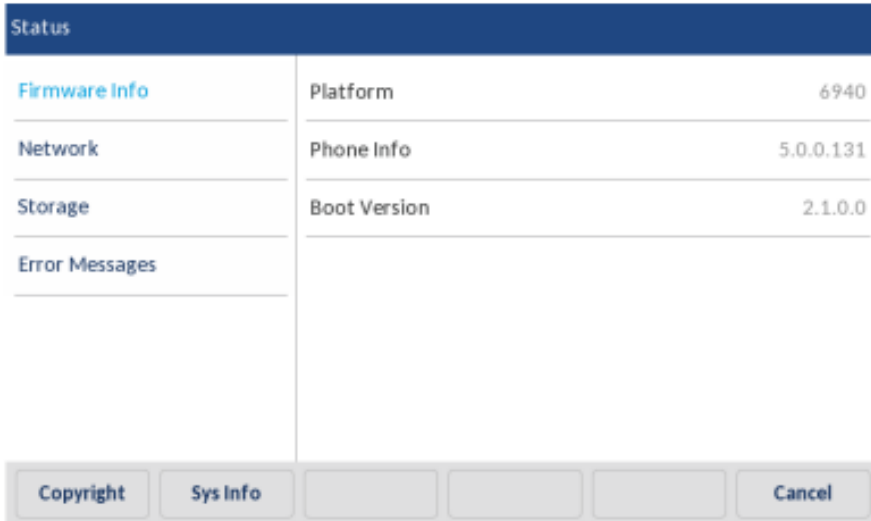 Status
Firmware Info
Network
Storage
Error Messages
Platform 6940
Phone Info 5.0.0.131
Boot Version 2.1.0.0
Copyright Sys Info Cancel